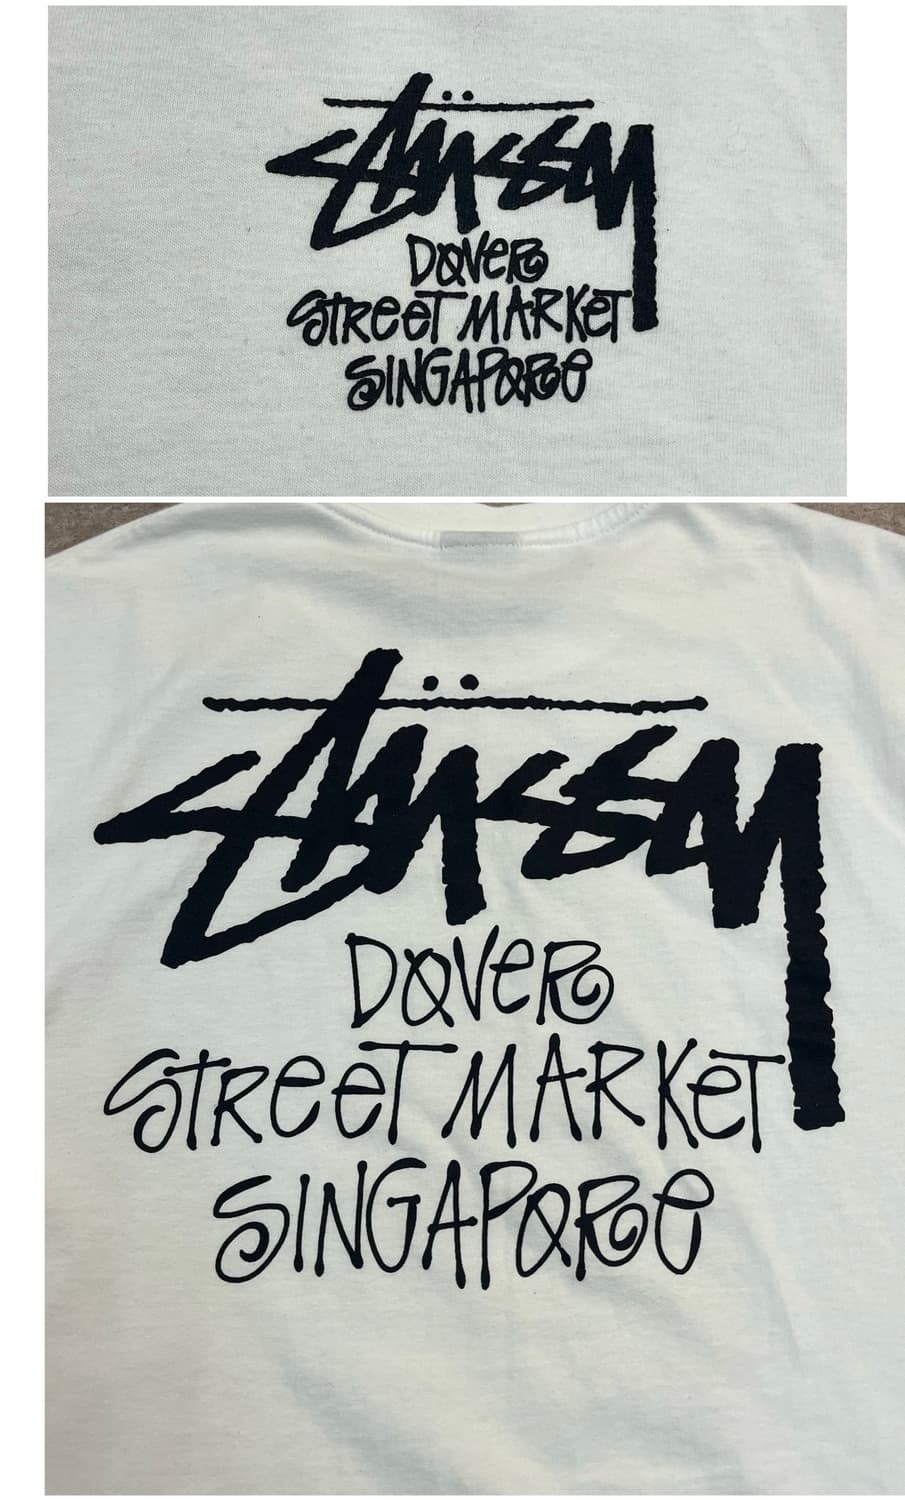 Stüssy
DOVeR
STReeT MARKeT
SINGAPORe
Stüssy
DOVeR
STReeT MARKeT
SINGAPORe